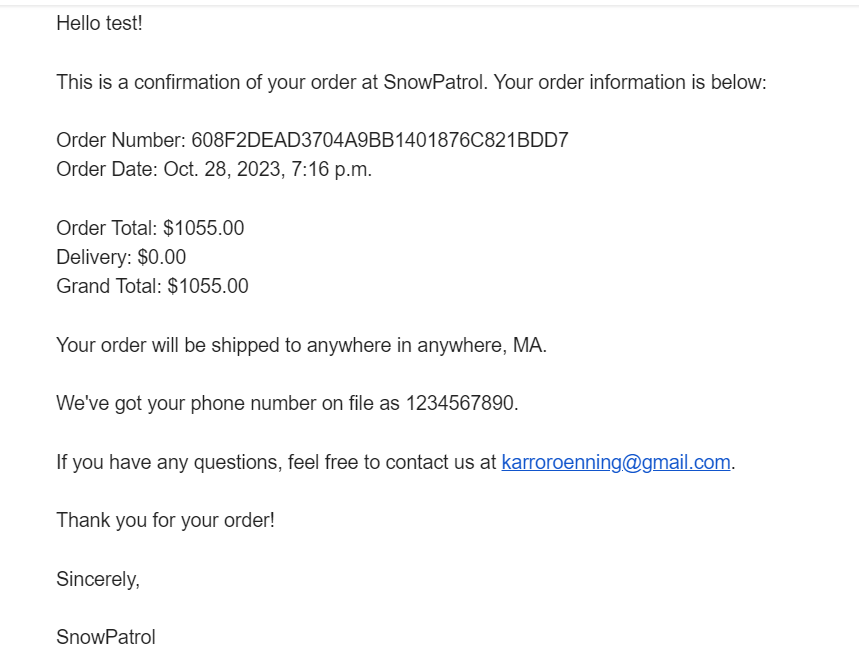 Hello test!
This is a confirmation of your order at SnowPatrol. Your order information is below:
Order Number: 608F2DEAD3704A9BB1401876C821BDD7
Order Date: Oct. 28, 2023, 7:16 p.m.
Order Total: $1055.00
Delivery: $0.00
Grand Total: $1055.00
Your order will be shipped to anywhere in anywhere, MA.
We've got your phone number on file as 1234567890.
If you have any questions, feel free to contact us at karroroenning@gmail.com.
Thank you for your order!
Sincerely,
SnowPatrol